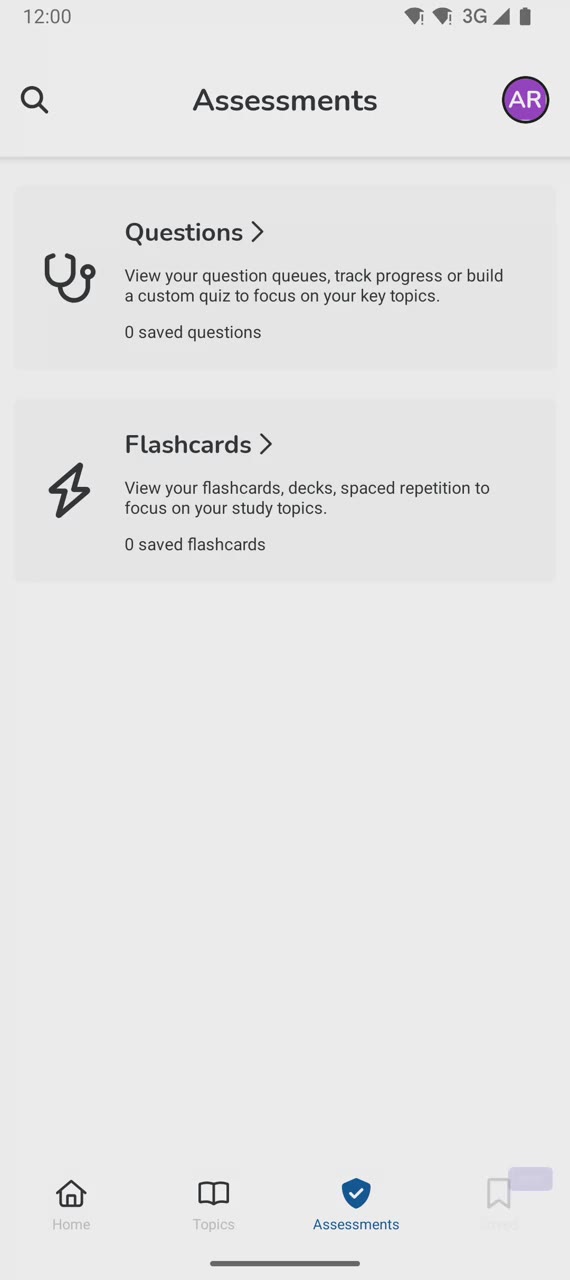 12:00
3G
Assessments
AR
Questions
View your question queues, track progress or build
a custom quiz to focus on your key topics.
0 saved questions
Flashcards
View your flashcards, decks, spaced repetition to
focus on your study topics.
0 saved flashcards
Home
Topics
Assessments